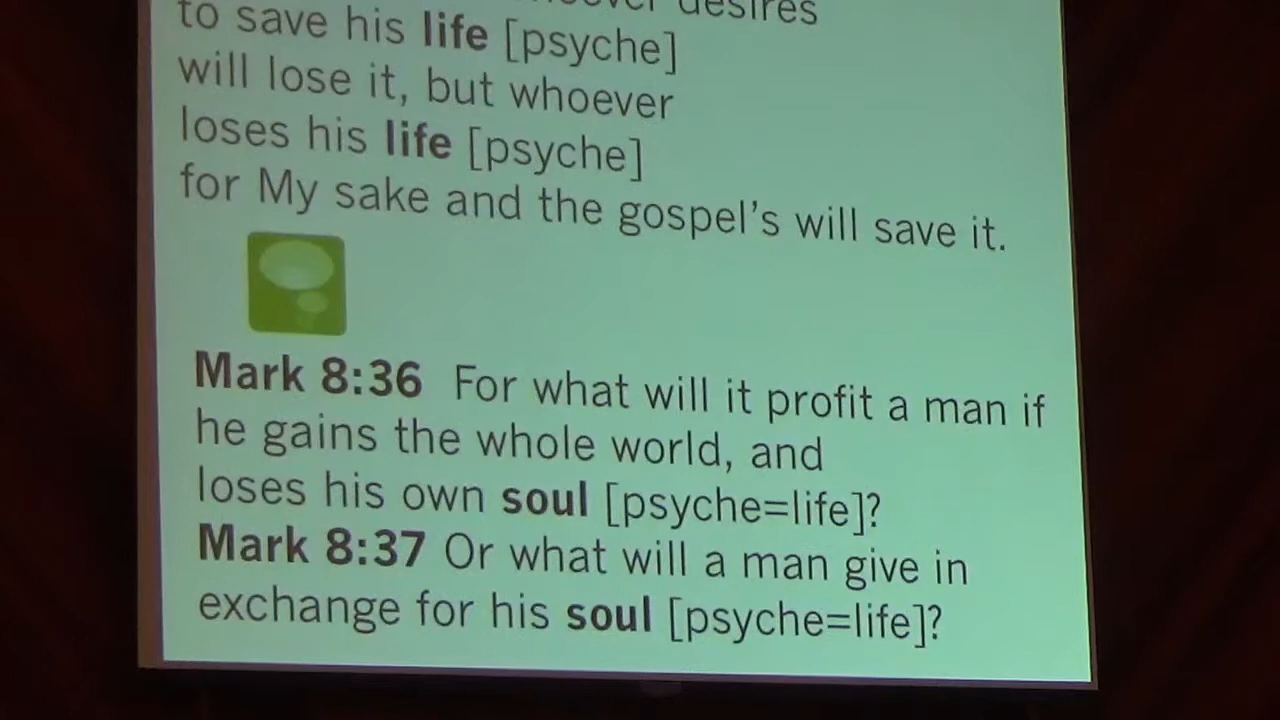 desires
to save his life [psyche]
will lose it, but whoever
loses his life [psyche]
for My sake and the gospel's will save it.
Mark 8:36 For what will it profit a man if
he gains the whole world, and
loses his own soul [psyche=life]?
Mark 8:37 Or what will a man give in
exchange for his soul [psyche=life]?